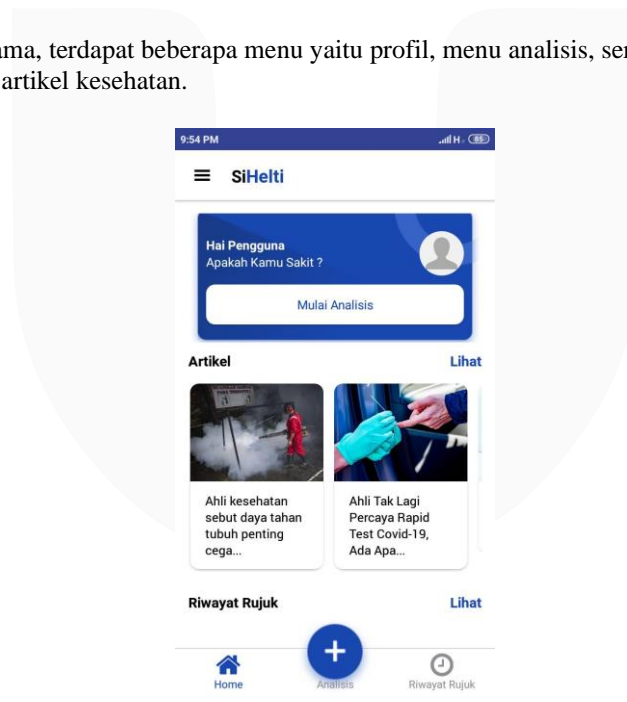 terdapat beberapa menu yaitu profil, menu analisis,
artikel kesehatan.
9:54 PM
H 65
SiHelti
Hai Pengguna
Apakah Kamu Sakit ?
Mulai Analisis
Artikel Lihat
Ahli kesehatan
sebut daya tahan
tubuh penting
cega...
Ahli Tak Lagi
Percaya Rapid
Test Covid-19,
Ada Apa...
Riwayat Rujuk Lihat
+
Home Analisis Riwayat Rujuk